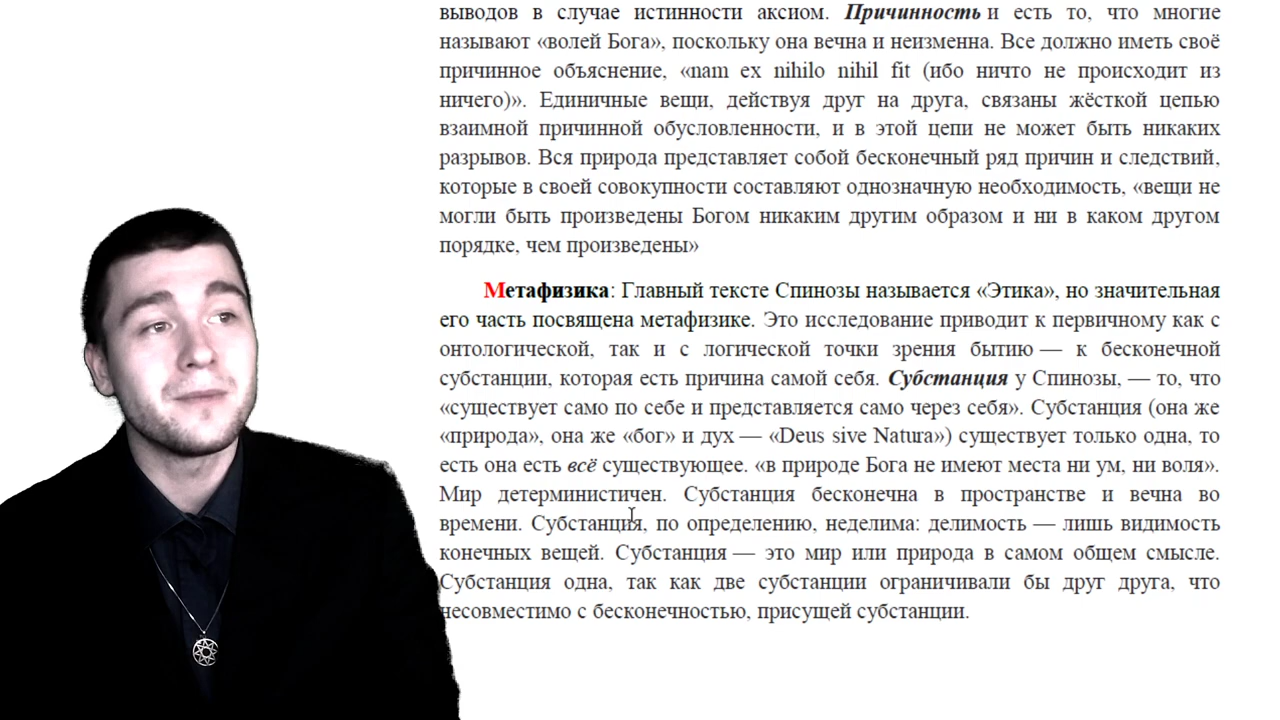 выводов в случае истинности аксиом. Причинность и есть то, что многие
называют «волей Бога», поскольку она вечна и неизменна. Все должно иметь своё
причинное объяснение, «nam ex nihilo nihil fit (ибо ничто не происходит из
ничего)». Единичные вещи, действуя друг на друга, связаны жёсткой цепью
взаимной причинной обусловленности, и в этой цепи не может быть никаких
разрывов. Вся природа представляет собой бесконечный ряд причин и следствий,
которые в своей совокупности составляют однозначную необходимость, «вещи не
могли быть произведены Богом никаким другим образом и ни в каком другом
порядке, чем произведены»
Метафизика: Главный тексте Спинозы называется «Этика», но значительная
его часть посвящена метафизике. Это исследование приводит к первичному как с
онтологической, так и с логической точки зрения бытию — к бесконечной
субстанции, которая есть причина самой себя. Субстанция у Спинозы, — то, что
«существует само по себе и представляется само через себя». Субстанция (она же
«природа», она же «бог» и дух — «Deus sive Natura») существует только одна, то
есть она есть всё существующее. «в природе Бога не имеют места ни ум, ни воля».
Мир детерминистичен. Субстанция бесконечна в пространстве и вечна во
времени. Субстанция, по определению, неделима: делимость — лишь видимость
конечных вещей. Субстанция — это мир или природа в самом общем смысле.
Субстанция одна, так как две субстанции ограничивали бы друг друга, что
несовместимо с бесконечностью, присущей субстанции.